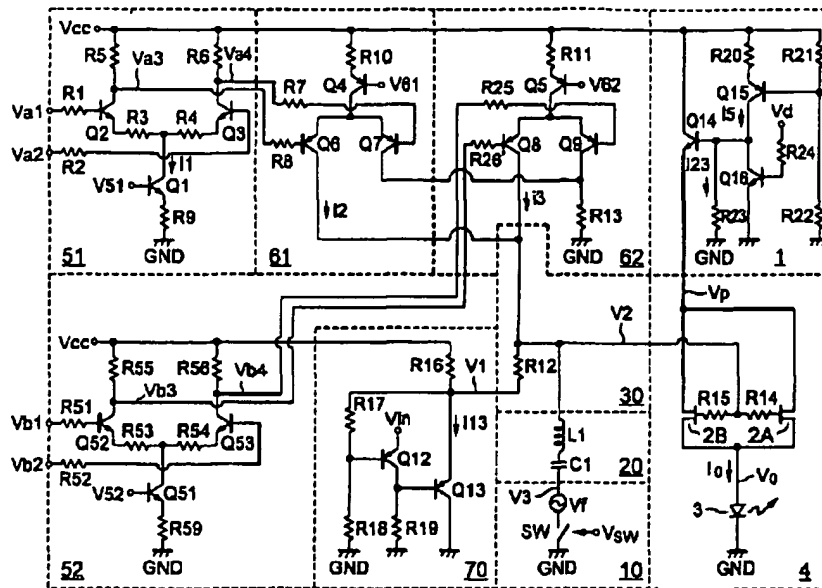 Vcc
R5 Va3 R6 Va4 R10 R11 R20 R21
Va1 R1 R7 Q4 V61 R25 Q5 V62 Q15
Q2 R3 R4 Q3 Q6 Q7 Q8 Q9 Q14 I5 Vd
Va2 R2 R8 R26 I23 Q16 R24
I1
V51 Q1 I2 i3 R13 R23 R22
R9
GND GND GND GND
51 61 62 1
Vp
Vcc V2
R55 R56 R16 V1 R12
Vb3 Vb4 30
Vb1 R51 R17 Vin I13 R15 R14
Q52 R53 R54 Q53 Q12 L1 2B 2A
Vb2 R52 C1 20
V52 Q51 Q13 V3 Vf Io Vo
R59 R18 R19 SW Vsw 3
GND GND GND GND
52 70 10 4